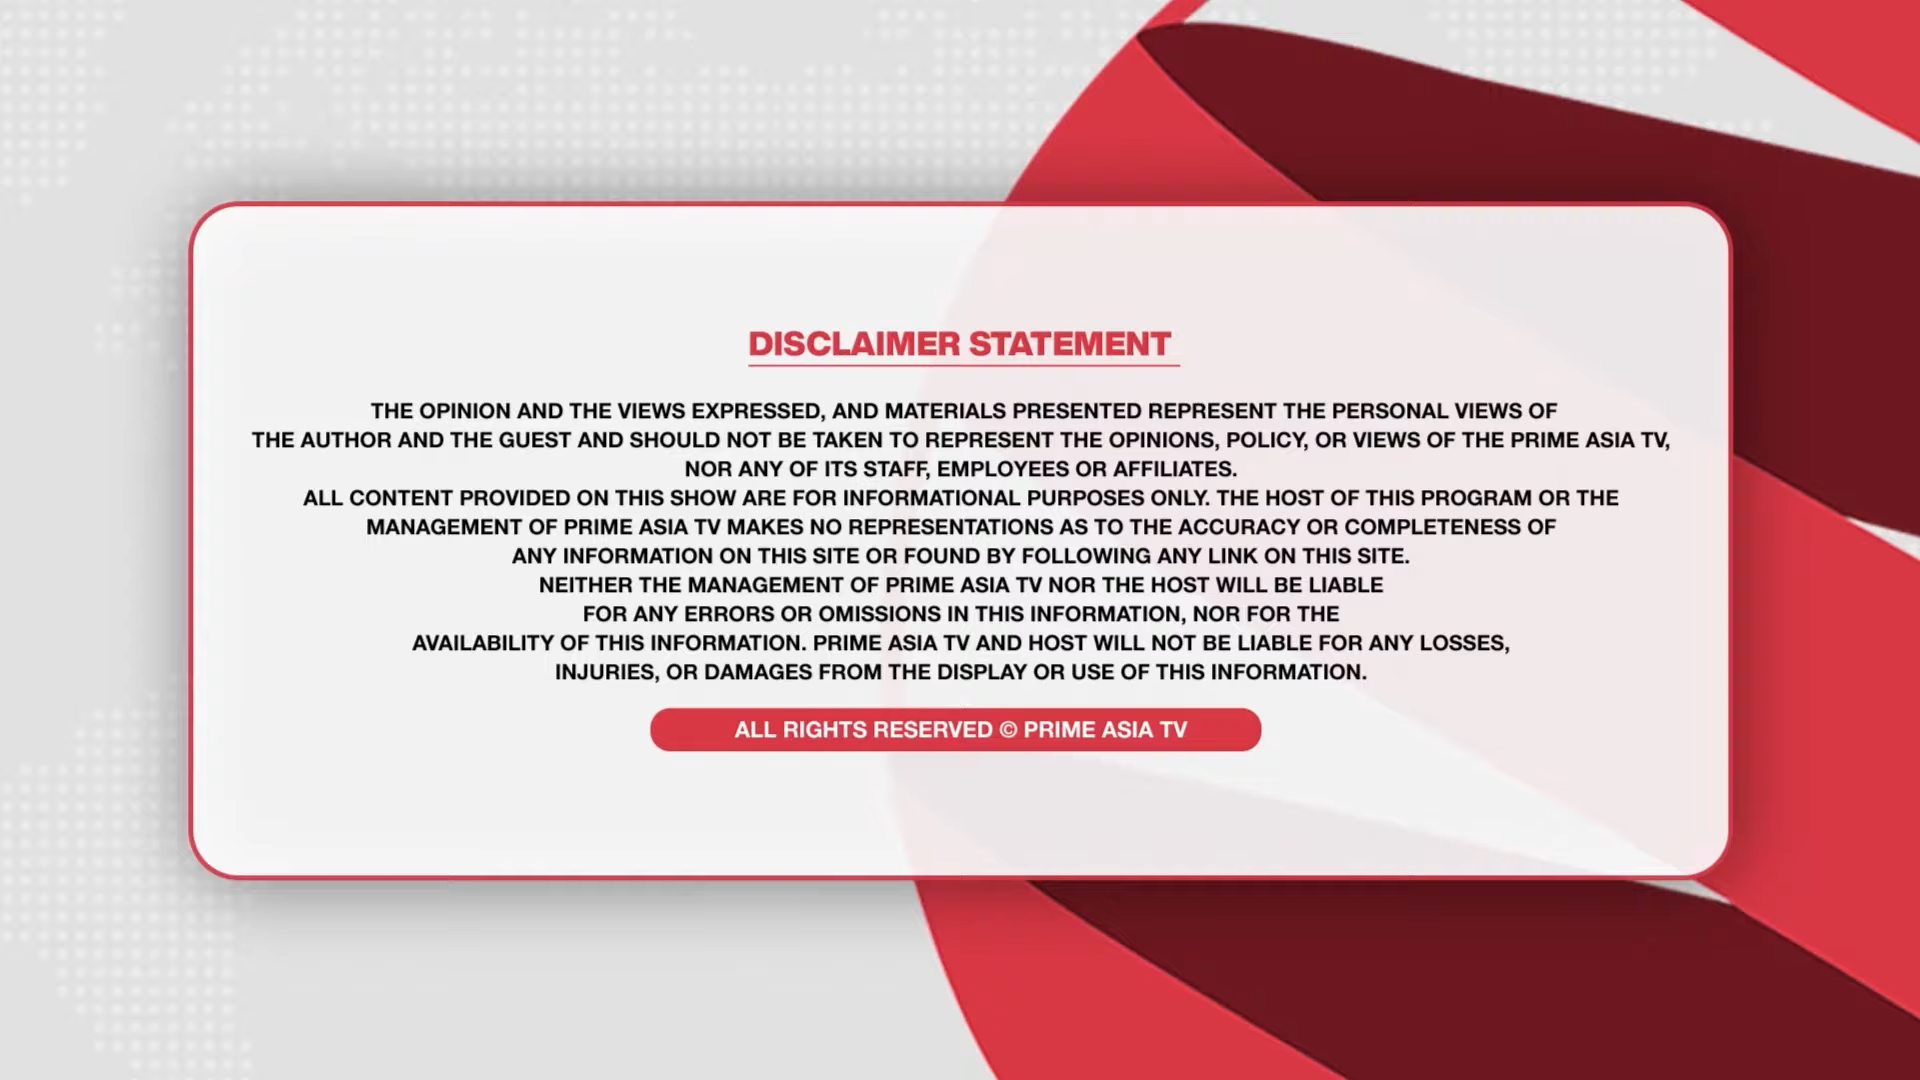 DISCLAIMER STATEMENT
THE OPINION AND THE VIEWS EXPRESSED, AND MATERIALS PRESENTED REPRESENT THE PERSONAL VIEWS OF
THE AUTHOR AND THE GUEST AND SHOULD NOT BE TAKEN TO REPRESENT THE OPINIONS, POLICY, OR VIEWS OF THE PRIME ASIA TV,
NOR ANY OF ITS STAFF, EMPLOYEES OR AFFILIATES.
ALL CONTENT PROVIDED ON THIS SHOW ARE FOR INFORMATIONAL PURPOSES ONLY. THE HOST OF THIS PROGRAM OR THE
MANAGEMENT OF PRIME ASIA TV MAKES NO REPRESENTATIONS AS TO THE ACCURACY OR COMPLETENESS OF
ANY INFORMATION ON THIS SITE OR FOUND BY FOLLOWING ANY LINK ON THIS SITE.
NEITHER THE MANAGEMENT OF PRIME ASIA TV NOR THE HOST WILL BE LIABLE
FOR ANY ERRORS OR OMISSIONS IN THIS INFORMATION, NOR FOR THE
AVAILABILITY OF THIS INFORMATION. PRIME ASIA TV AND HOST WILL NOT BE LIABLE FOR ANY LOSSES,
INJURIES, OR DAMAGES FROM THE DISPLAY OR USE OF THIS INFORMATION.
ALL RIGHTS RESERVED © PRIME ASIA TV